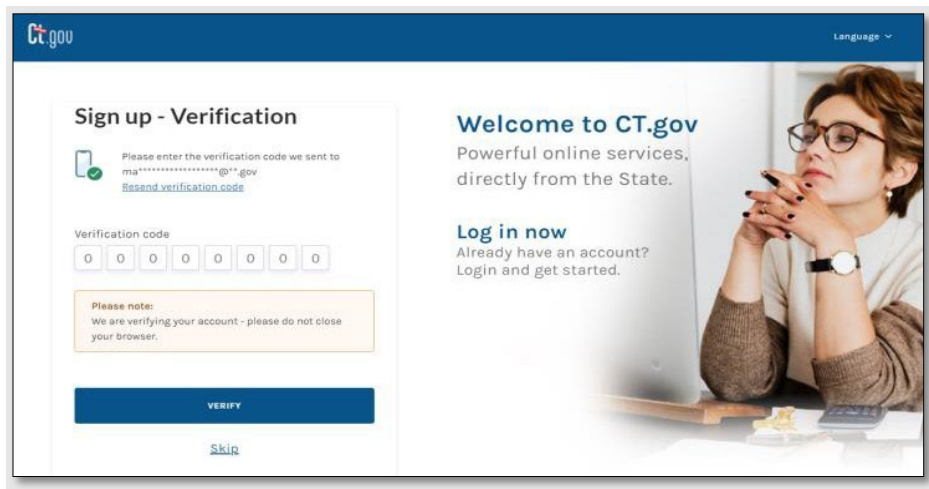 Ct.gov
Language
Sign up - Verification
Please enter the verification code we sent to
ma******************@**.gov
Resend verification code
Verification code
0 0 0 0 0 0 0 0
Please note:
We are verifying your account - please do not close
your browser.
VERIFY
Skip
Welcome to CT.gov
Powerful online services,
directly from the State.
Log in now
Already have an account?
Login and get started.